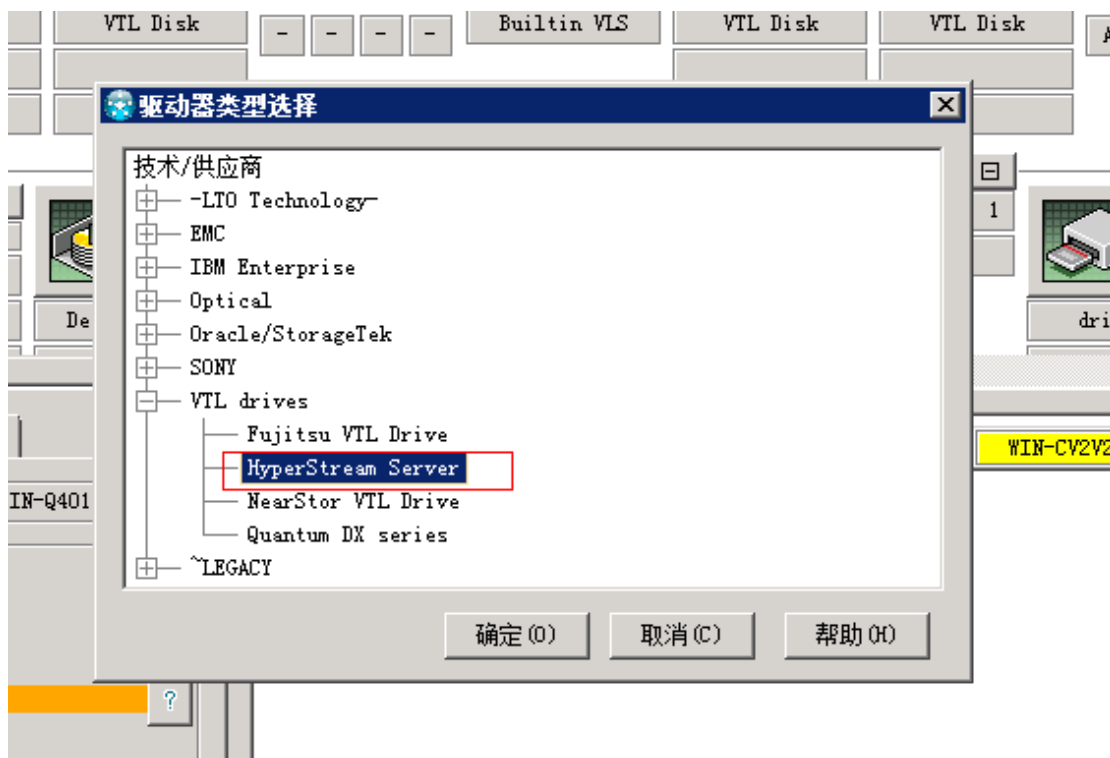 VTL Disk
-
-
-
-
Builtin VLS
VTL Disk
VTL Disk
驱动器类型选择
技术/供应商
-LTO Technology-
EMC
IBM Enterprise
Optical
Oracle/StorageTek
SONY
VTL drives
Fujitsu VTL Drive
HyperStream Server
NearStor VTL Drive
Quantum DX series
~LEGACY
确定(O)
取消(C)
帮助(H)
1
De
dri
WIN-CV2V2
IN-Q401
?